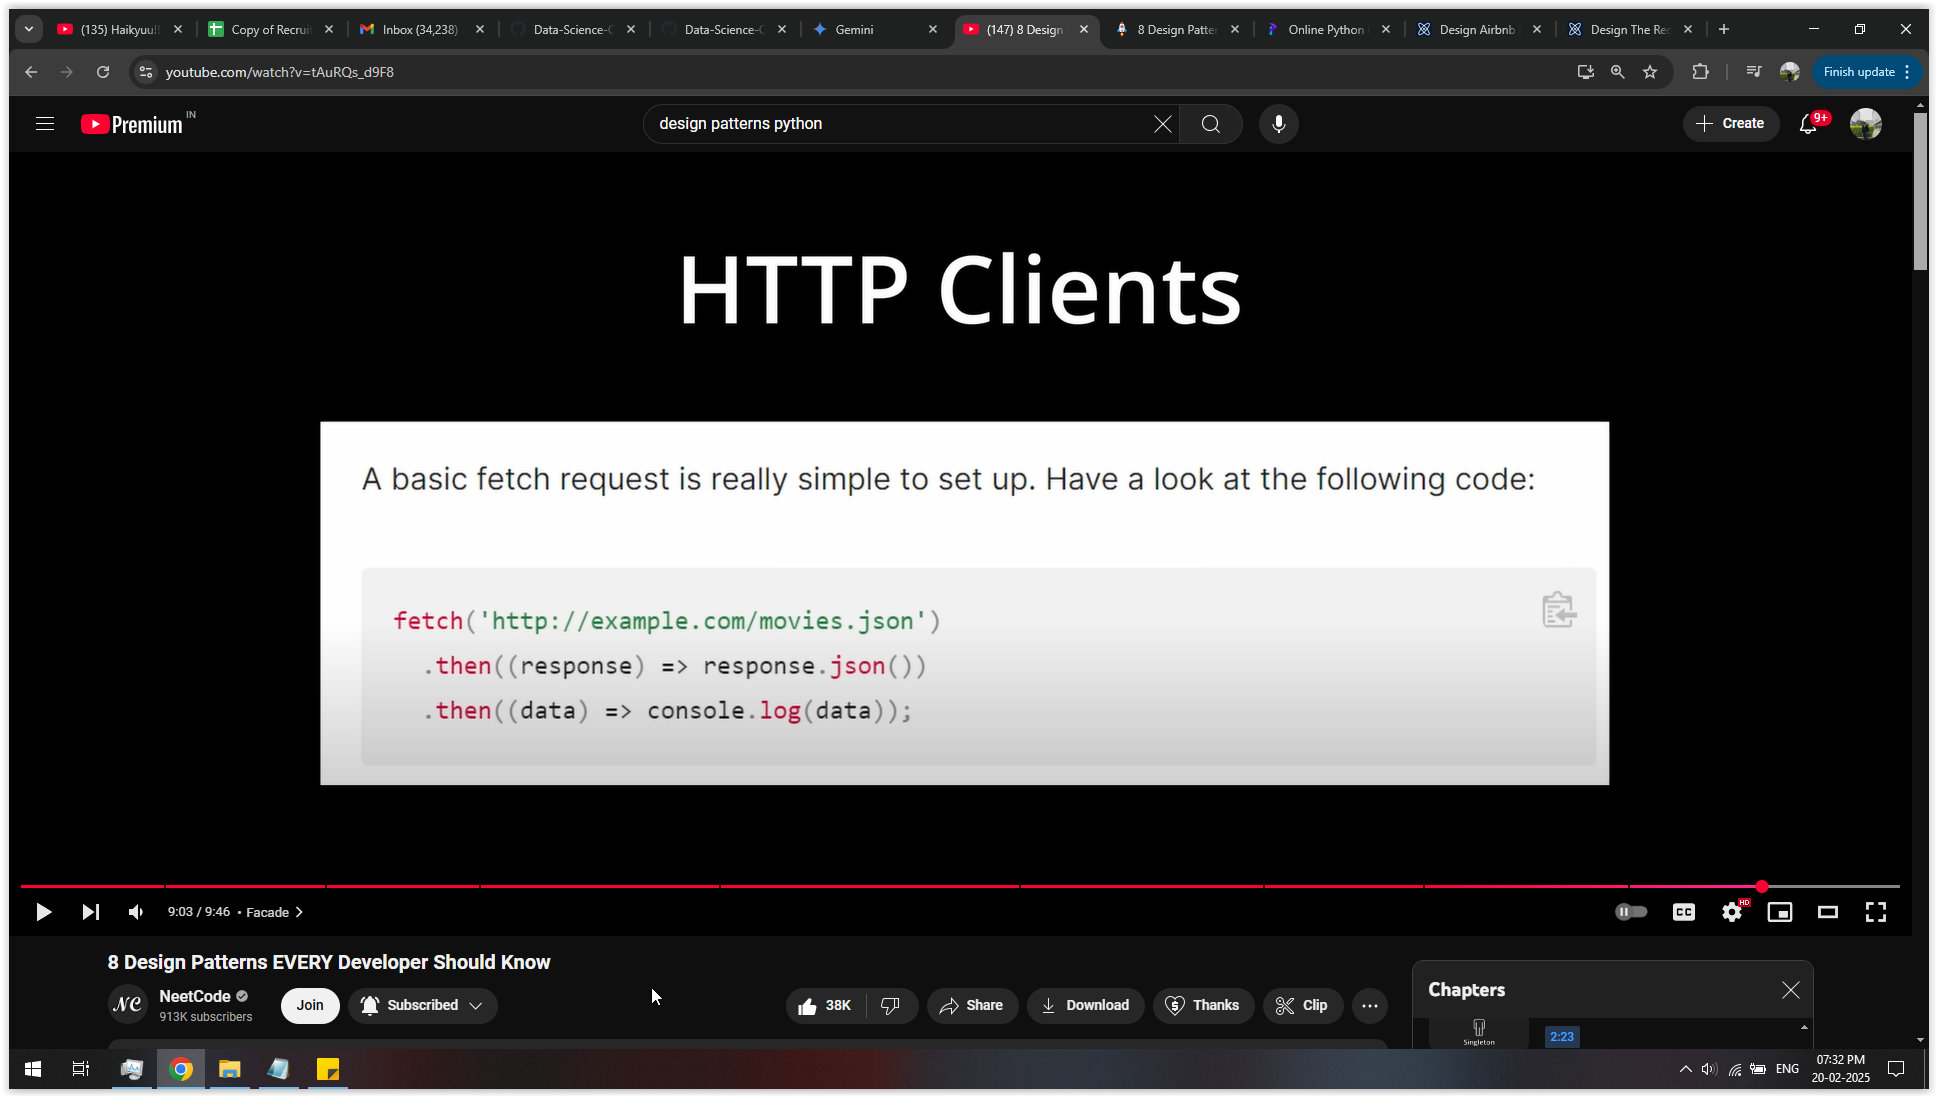 (135) Haikyuu!!
Copy of Recruit
Inbox (34,238)
Data-Science-C
Data-Science-C
Gemini
(147) 8 Design
8 Design Patter
Online Python
Design Airbnb
Design The Red
youtube.com/watch?v=tAuRQs_d9F8
Finish update
Premium IN
design patterns python
Create
9+
HTTP Clients
A basic fetch request is really simple to set up. Have a look at the following code:
fetch('http://example.com/movies.json')
.then((response) => response.json())
.then((data) => console.log(data));
9:03 / 9:46 • Facade
CC
HD
8 Design Patterns EVERY Developer Should Know
NC
NeetCode
913K subscribers
Join
Subscribed
38K
Share
Download
Thanks
Clip
Chapters
Singleton
2:23
ENG
07:32 PM
20-02-2025